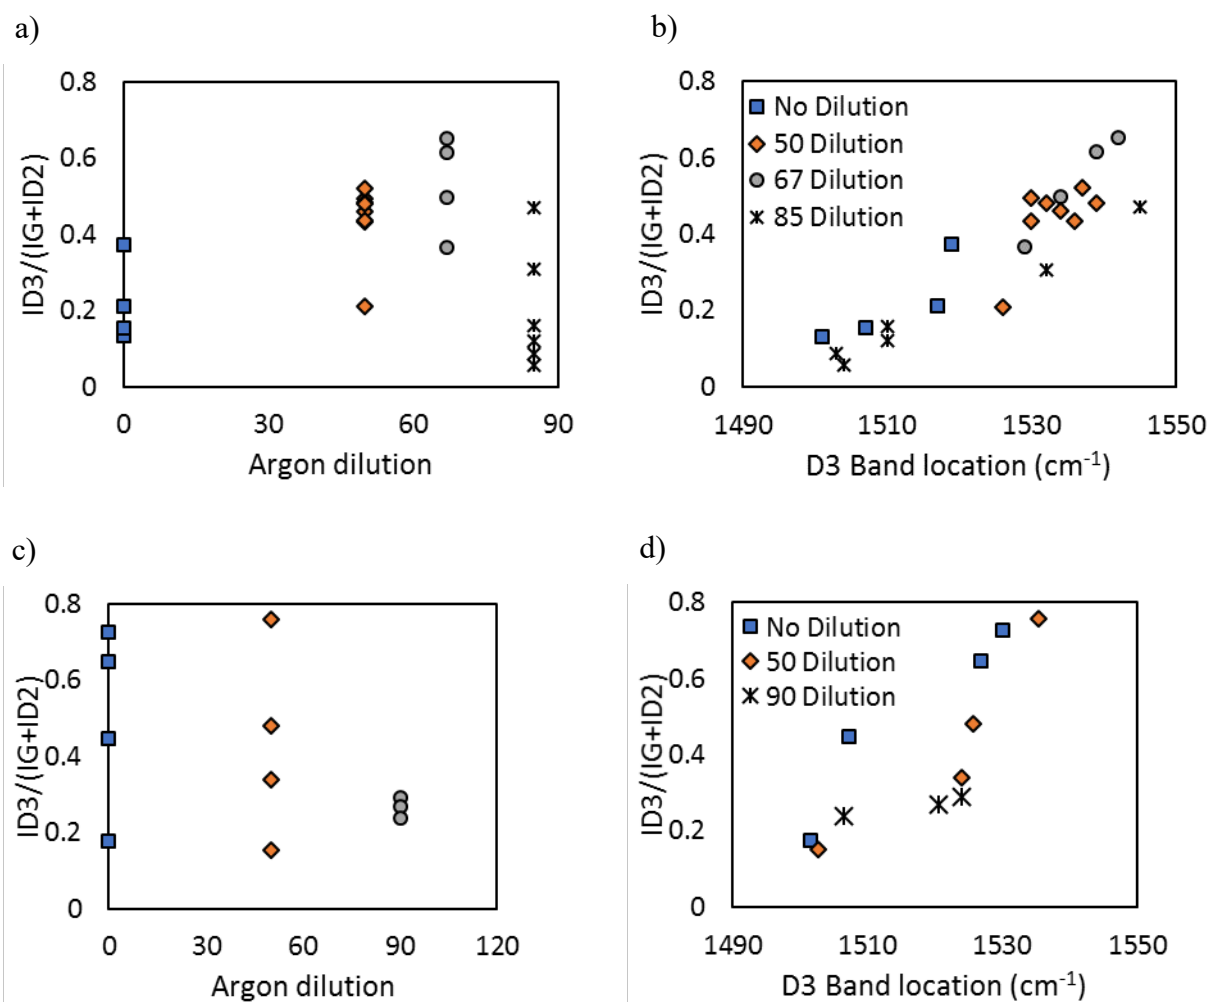 a)
0.8
0.6
0.4
0.2
0
ID3/(IG+ID2)
0 30 60 90
Argon dilution
b)
0.8
0.6
0.4
0.2
0
ID3/(IG+ID2)
No Dilution
50 Dilution
67 Dilution
85 Dilution
1490 1510 1530 1550
D3 Band location (cm-1)
c)
0.8
0.6
0.4
0.2
0
ID3/(IG+ID2)
0 30 60 90 120
Argon dilution
d)
0.8
0.6
0.4
0.2
0
ID3/(IG+ID2)
No Dilution
50 Dilution
90 Dilution
1490 1510 1530 1550
D3 Band location (cm-1)